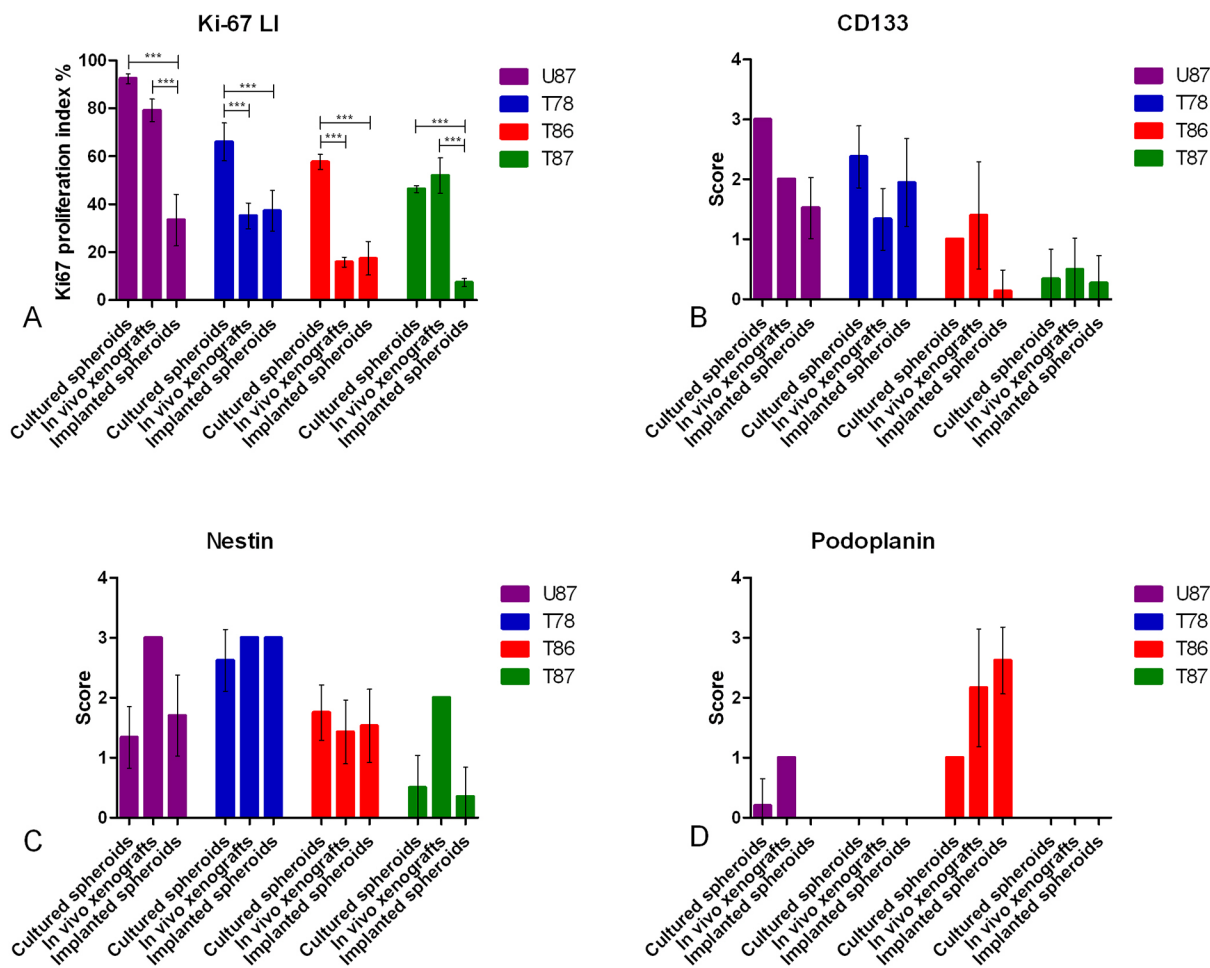 Ki-67 LI
Ki67 proliferation index %
100
80
60
40
20
0
*** *** *** *** *** *** *** ***
Cultured spheroids
In vivo xenografts
Implanted spheroids
Cultured spheroids
In vivo xenografts
Implanted spheroids
Cultured spheroids
In vivo xenografts
Implanted spheroids
Cultured spheroids
In vivo xenografts
Implanted spheroids
U87
T78
T86
T87
A
CD133
Score
4
3
2
1
0
Cultured spheroids
In vivo xenografts
Implanted spheroids
Cultured spheroids
In vivo xenografts
Implanted spheroids
Cultured spheroids
In vivo xenografts
Implanted spheroids
Cultured spheroids
In vivo xenografts
Implanted spheroids
U87
T78
T86
T87
B
Nestin
Score
4
3
2
1
0
Cultured spheroids
In vivo xenografts
Implanted spheroids
Cultured spheroids
In vivo xenografts
Implanted spheroids
Cultured spheroids
In vivo xenografts
Implanted spheroids
Cultured spheroids
In vivo xenografts
Implanted spheroids
U87
T78
T86
T87
C
Podoplanin
Score
4
3
2
1
0
Cultured spheroids
In vivo xenografts
Implanted spheroids
Cultured spheroids
In vivo xenografts
Implanted spheroids
Cultured spheroids
In vivo xenografts
Implanted spheroids
Cultured spheroids
In vivo xenografts
Implanted spheroids
U87
T78
T86
T87
D